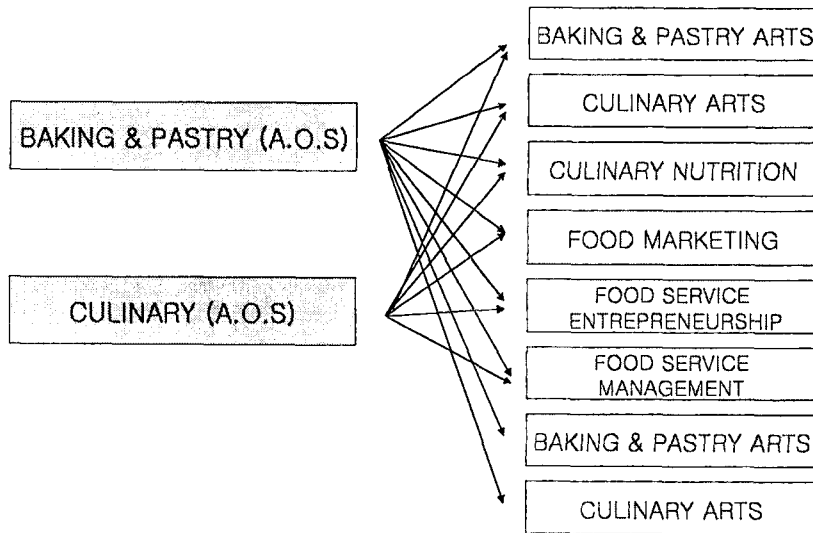 BAKING & PASTRY (A.O.S)
CULINARY (A.O.S)
BAKING & PASTRY ARTS
CULINARY ARTS
CULINARY NUTRITION
FOOD MARKETING
FOOD SERVICE
ENTREPRENEURSHIP
FOOD SERVICE
MANAGEMENT
BAKING & PASTRY ARTS
CULINARY ARTS